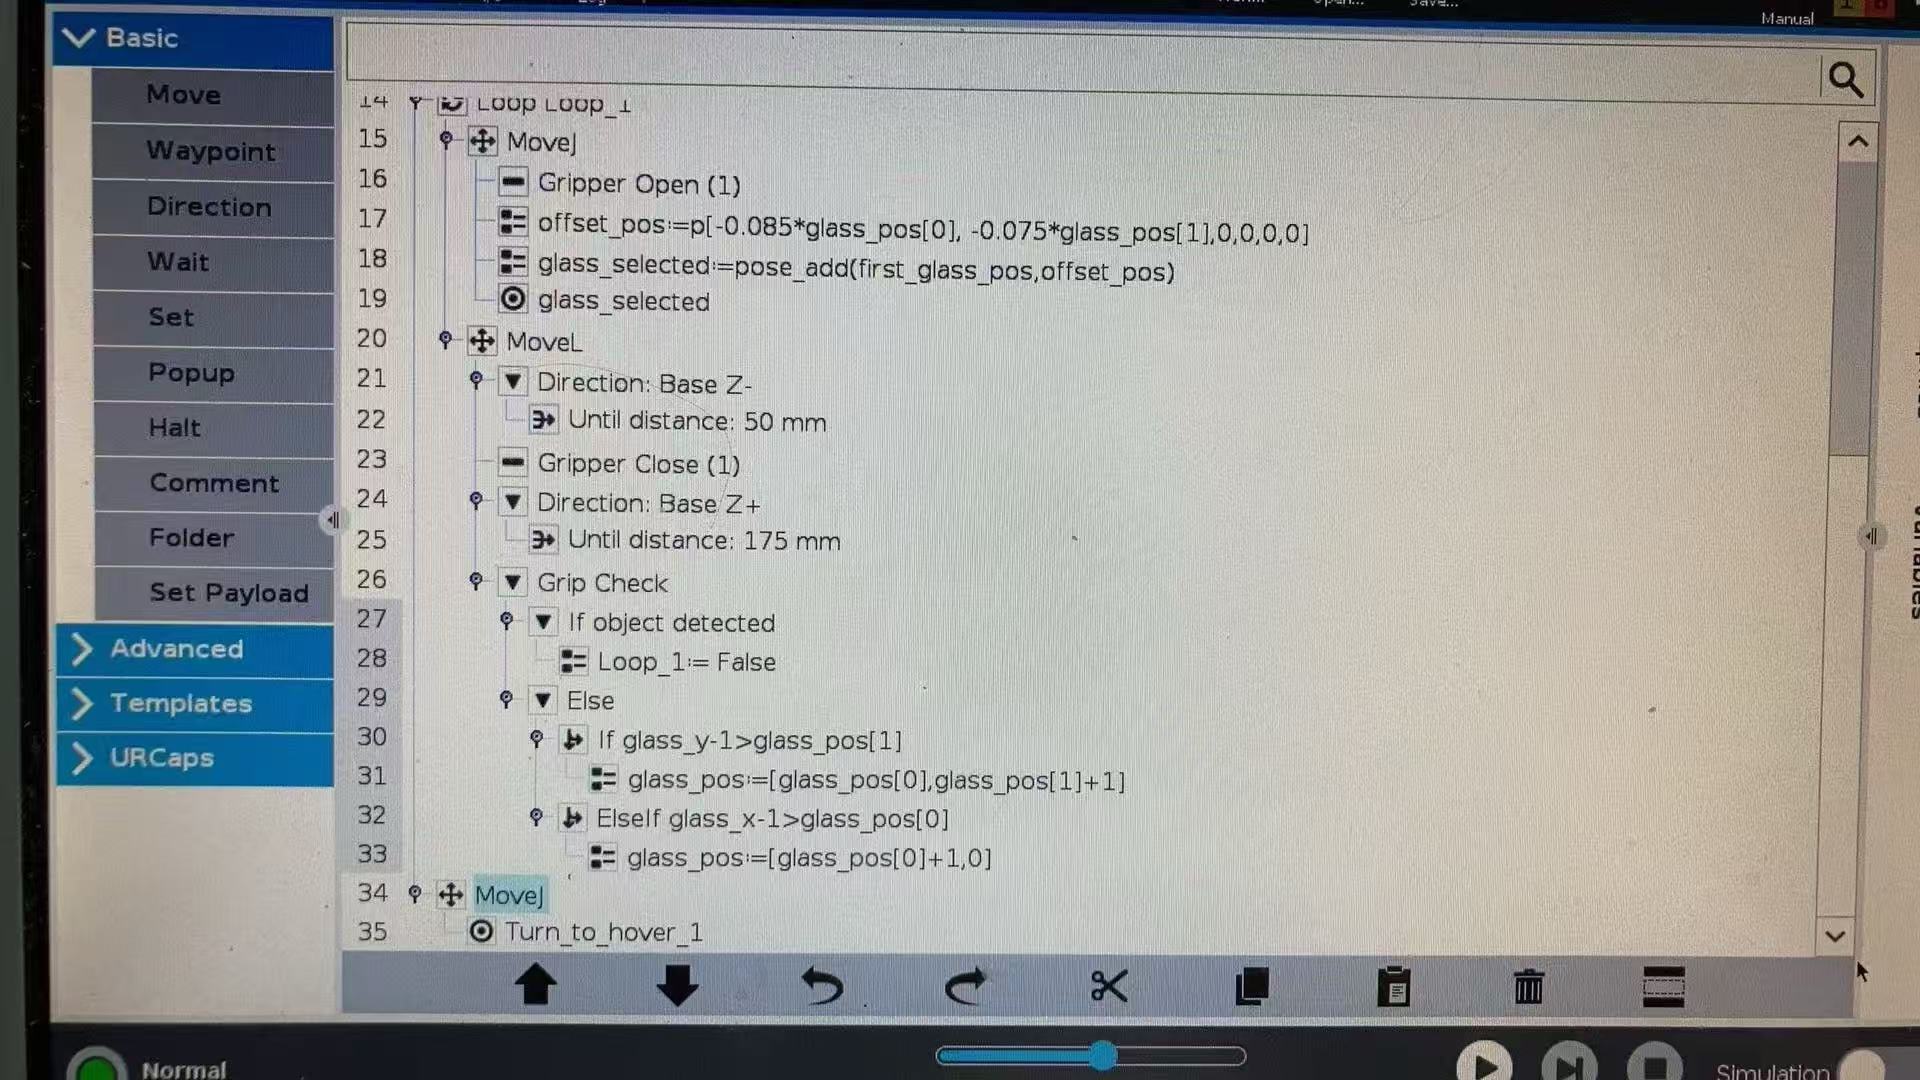 Manual
Basic
Move
Waypoint
Direction
Wait
Set
Popup
Halt
Comment
Folder
Set Payload
Advanced
Templates
URCaps
14 Loop Loop_1
15 MoveJ
16 Gripper Open (1)
17 offset_pos:=p[-0.085*glass_pos[0], -0.075*glass_pos[1],0,0,0,0]
18 glass_selected:=pose_add(first_glass_pos,offset_pos)
19 glass_selected
20 MoveL
21 Direction: Base Z-
22 Until distance: 50 mm
23 Gripper Close (1)
24 Direction: Base Z+
25 Until distance: 175 mm
26 Grip Check
27 If object detected
28 Loop_1:= False
29 Else
30 If glass_y-1>glass_pos[1]
31 glass_pos:=[glass_pos[0],glass_pos[1]+1]
32 ElseIf glass_x-1>glass_pos[0]
33 glass_pos:=[glass_pos[0]+1,0]
34 MoveJ
35 Turn_to_hover_1
Variables
Normal
Simulation